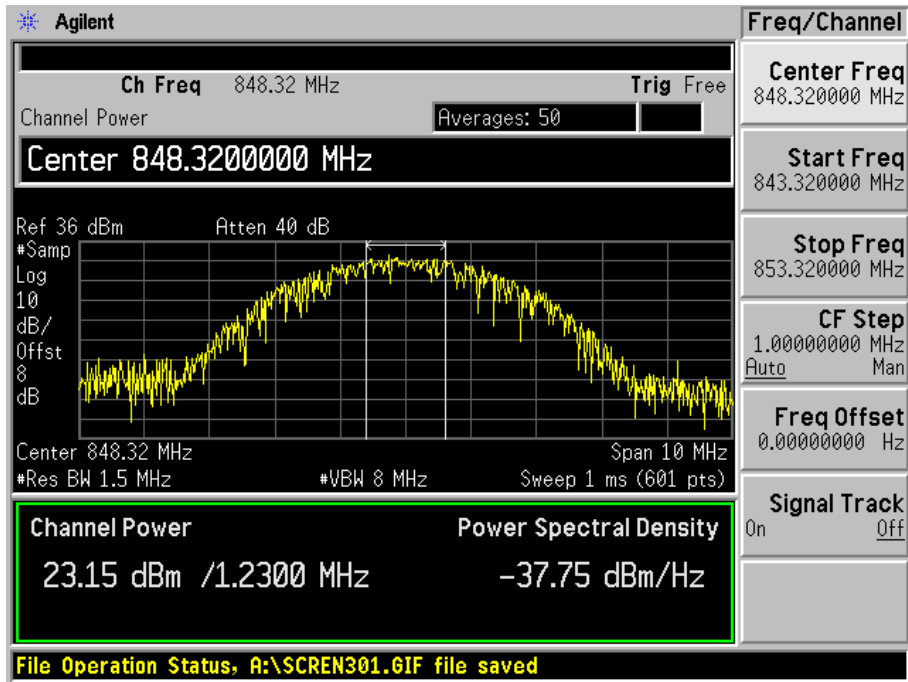 Agilent
Ch Freq 848.32 MHz Trig Free
Channel Power
Averages: 50
Center 848.3200000 MHz
Ref 36 dBm Atten 40 dB
#Samp
Log
10
dB/
Offst
8
dB
Center 848.32 MHz Span 10 MHz
#Res BW 1.5 MHz #VBW 8 MHz Sweep 1 ms (601 pts)
Channel Power Power Spectral Density
23.15 dBm /1.2300 MHz -37.75 dBm/Hz
File Operation Status, A:\SCREN301.GIF file saved
Freq/Channel
Center Freq
848.320000 MHz
Start Freq
843.320000 MHz
Stop Freq
853.320000 MHz
CF Step
1.00000000 MHz
Auto Man
Freq Offset
0.00000000 Hz
Signal Track
On Off